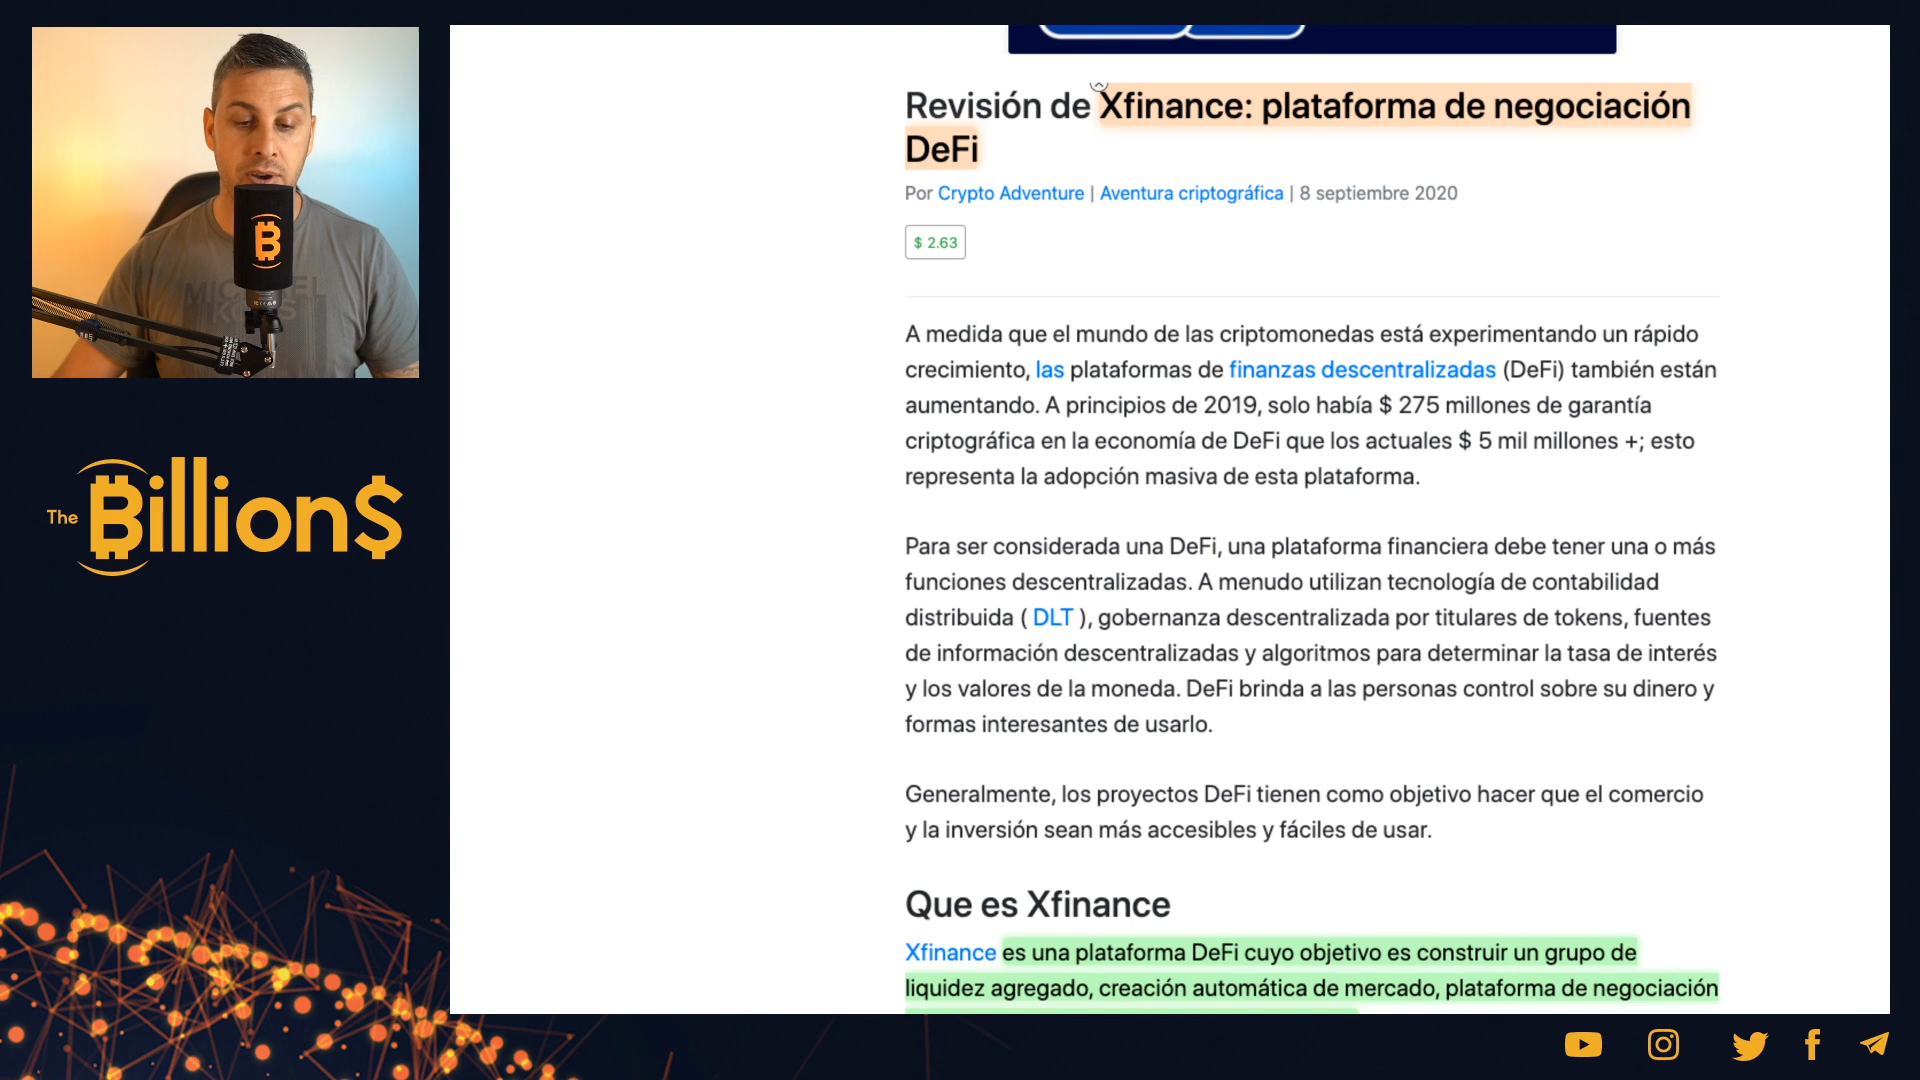 Revisión de Xfinance: plataforma de negociación
DeFi
Por Crypto Adventure | Aventura criptográfica | 8 septiembre 2020
$ 2.63
A medida que el mundo de las criptomonedas está experimentando un rápido
crecimiento, las plataformas de finanzas descentralizadas (DeFi) también están
aumentando. A principios de 2019, solo había $ 275 millones de garantía
criptográfica en la economía de DeFi que los actuales $ 5 mil millones +; esto
representa la adopción masiva de esta plataforma.
Para ser considerada una DeFi, una plataforma financiera debe tener una o más
funciones descentralizadas. A menudo utilizan tecnología de contabilidad
distribuida ( DLT ), gobernanza descentralizada por titulares de tokens, fuentes
de información descentralizadas y algoritmos para determinar la tasa de interés
y los valores de la moneda. DeFi brinda a las personas control sobre su dinero y
formas interesantes de usarlo.
Generalmente, los proyectos DeFi tienen como objetivo hacer que el comercio
y la inversión sean más accesibles y fáciles de usar.
Que es Xfinance
Xfinance es una plataforma DeFi cuyo objetivo es construir un grupo de
liquidez agregado, creación automática de mercado, plataforma de negociación
MICHAEL
KORS
The Billion$